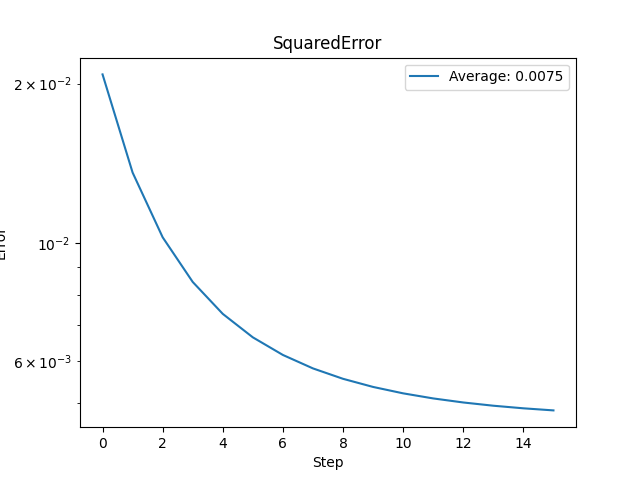 SquaredError
Average: 0.0075
2 × 10⁻²
10⁻²
6 × 10⁻³
Error
0 2 4 6 8 10 12 14
Step